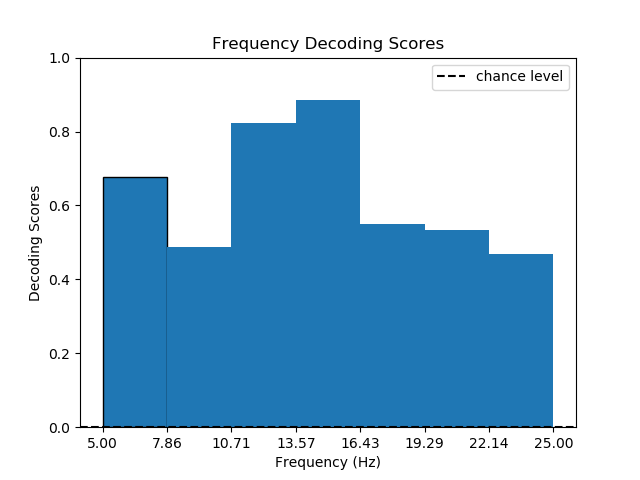 Frequency Decoding Scores
chance level
1.0
0.8
0.6
0.4
0.2
0.0
Decoding Scores
5.00 7.86 10.71 13.57 16.43 19.29 22.14 25.00
Frequency (Hz)